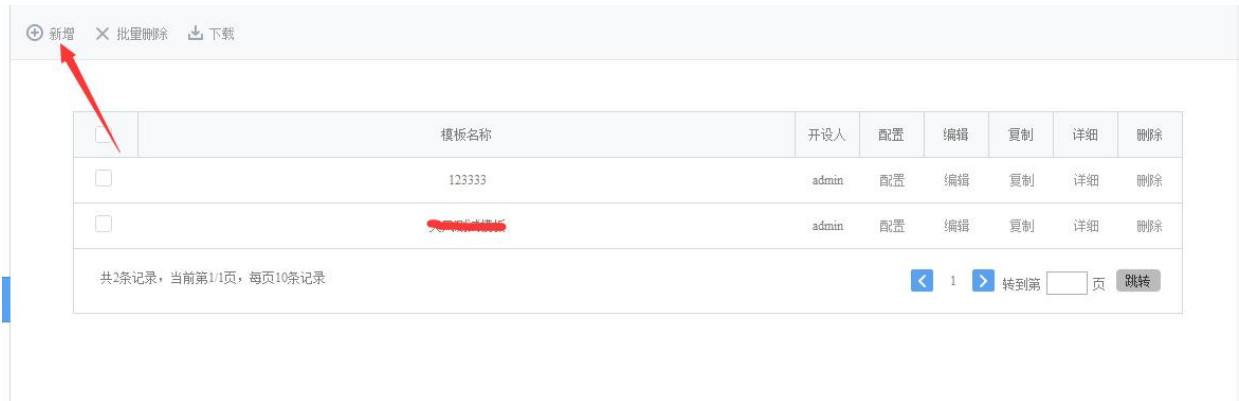 新增 批量删除 下载
模板名称 开设人 配置 编辑 复制 详细 删除
123333 admin 配置 编辑 复制 详细 删除
admin 配置 编辑 复制 详细 删除
共2条记录，当前第1/1页，每页10条记录 1 转到第 页 跳转